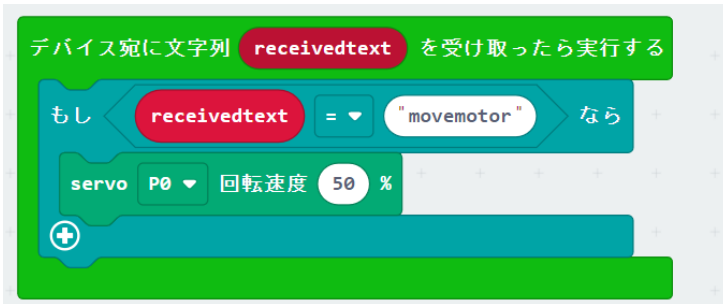 デバイス宛に文字列 receivedtext を受け取ったら実行する
もし receivedtext = "movemotor" なら
servo P0 回転速度 50 %